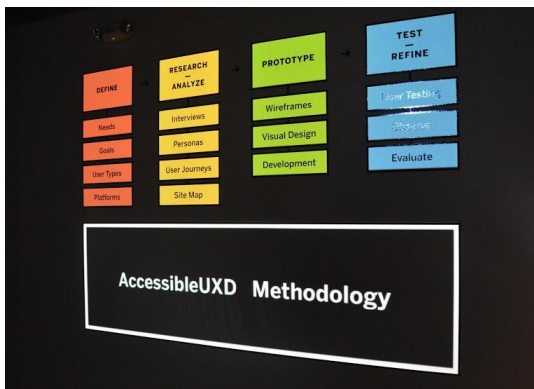 DEFINE
Needs
Goals
User Types
Platforms
RESEARCH
ANALYZE
Interviews
Personas
User Journeys
Site Map
PROTOTYPE
Wireframes
Visual Design
Development
TEST
REFINE
User Testing
Observe
Evaluate
AccessibleUXD Methodology